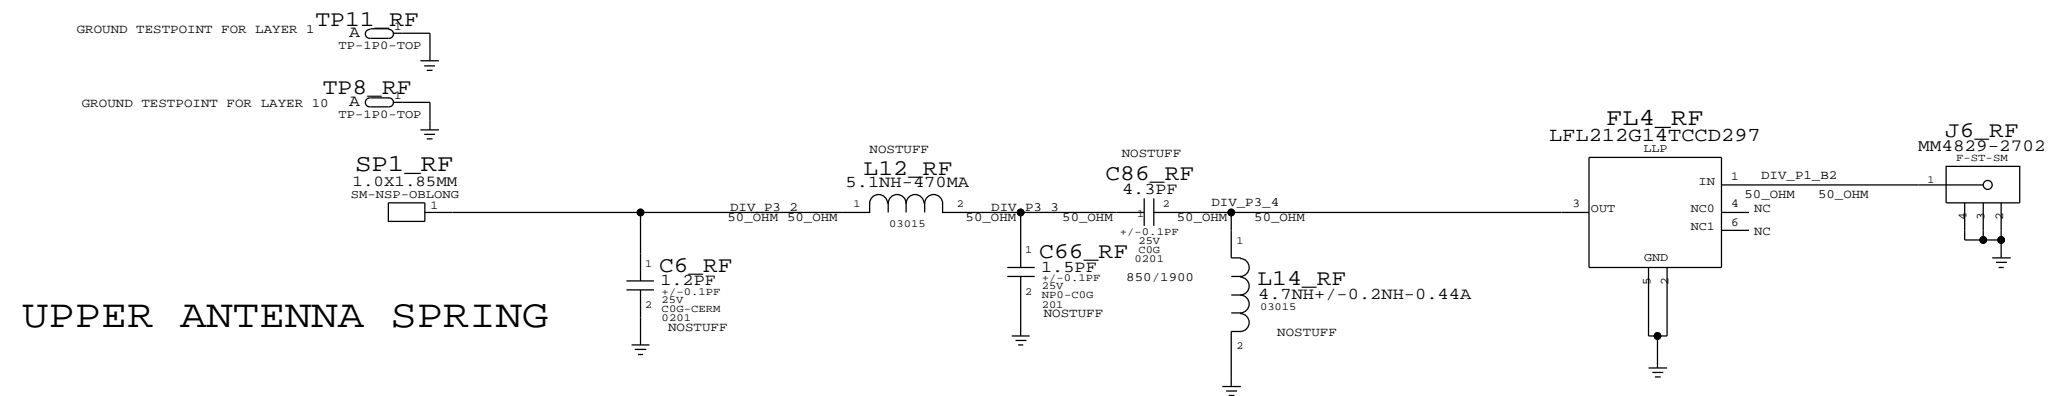 TP11_RF
GROUND TESTPOINT FOR LAYER 1
A
1
TP-1P0-TOP
TP8_RF
GROUND TESTPOINT FOR LAYER 10
A
1
TP-1P0-TOP
SP1_RF
1.0X1.85MM
SM-NSP-OBLONG
1
DIV_P3_2
50_OHM 50_OHM
1
C6_RF
1.2PF
+/-0.1PF
25V
C0G-CERM
0201
2
NOSTUFF
NOSTUFF
L12_RF
5.1NH-470MA
1
2
03015
DIV_P3_3
50_OHM
50_OHM
1
C66_RF
1.5PF
+/-0.1PF
25V
NP0-C0G
201
2
NOSTUFF
NOSTUFF
C86_RF
4.3PF
1
2
+/-0.1PF
25V
C0G
0201
850/1900
DIV_P3_4
50_OHM
50_OHM
1
L14_RF
4.7NH+/-0.2NH-0.44A
03015
NOSTUFF
2
FL4_RF
LFL212G14TCCD297
LLP
3
OUT
IN
1
NC0
4
NC
NC1
6
NC
GND
5
2
DIV_P1_B2
50_OHM
50_OHM
J6_RF
MM4829-2702
F-ST-SM
1
4
3
2
UPPER ANTENNA SPRING